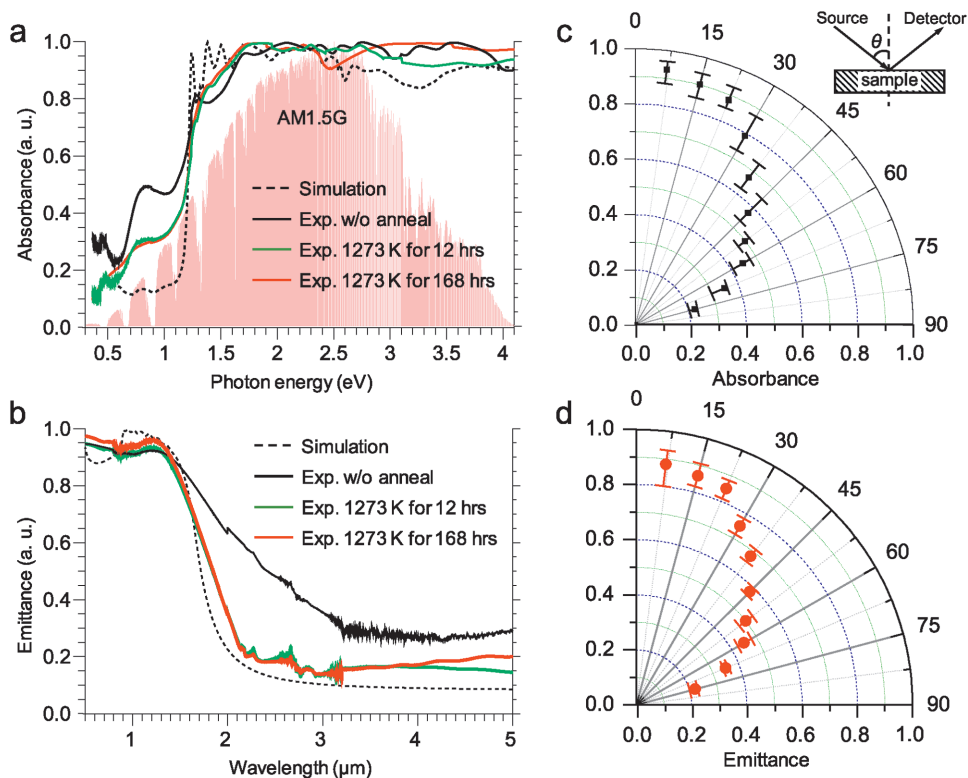 a
1.0
0.8
0.6
0.4
0.2
0.0
Absorbance (a. u.)
AM1.5G
Simulation
Exp. w/o anneal
Exp. 1273 K for 12 hrs
Exp. 1273 K for 168 hrs
0.5 1.0 1.5 2.0 2.5 3.0 3.5 4.0
Photon energy (eV)
b
1.0
0.8
0.6
0.4
0.2
0.0
Emittance (a. u.)
Simulation
Exp. w/o anneal
Exp. 1273 K for 12 hrs
Exp. 1273 K for 168 hrs
1 2 3 4 5
Wavelength (μm)
c
Source
Detector
θ
sample
0
15
30
45
60
75
90
1.0
0.8
0.6
0.4
0.2
0.0
0.0 0.2 0.4 0.6 0.8 1.0
Absorbance
d
0
15
30
45
60
75
90
1.0
0.8
0.6
0.4
0.2
0.0
0.0 0.2 0.4 0.6 0.8 1.0
Emittance